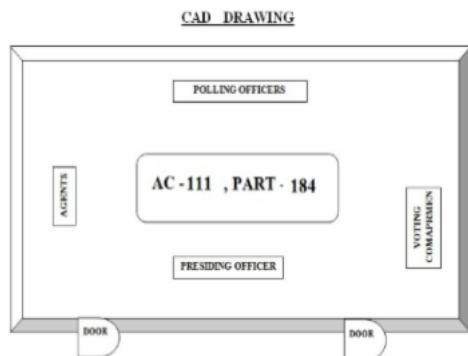 CAD DRAWING
POLLING OFFICERS
AGENTS
AC -111 , PART - 184
VOTING
COMAPRMEN
PRESIDING OFFICER
DOOR
DOOR